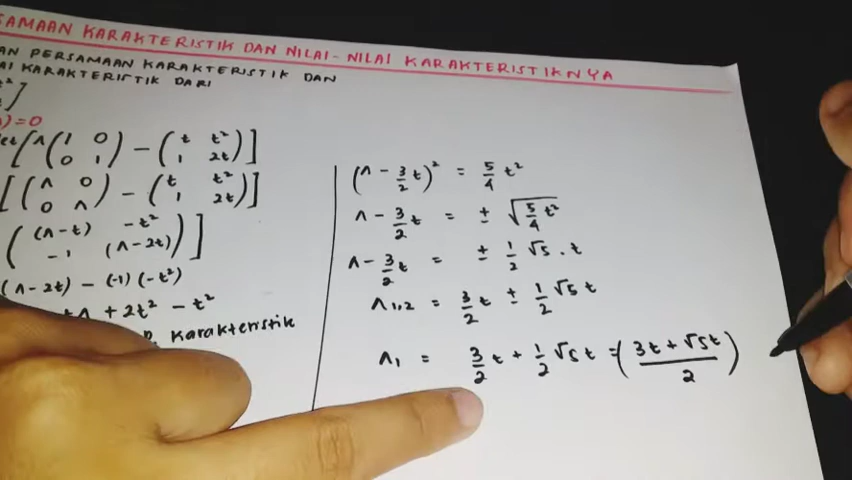 SAMAAN KARAKTERISTIK DAN NILAI-NILAI KARAKTERISTIKNYA
AN PERSAMAAN KARAKTERISTIK DAN
AI KARAKTERISTIK DARI
t²]
t]
)=0
det[λ(1 0 0 1) - (t t² 1 2t)]
[(λ 0 0 λ) - (t t² 1 2t)]
((λ-t) -t² -1 (λ-2t))]
(λ-2t) - (-1)(-t²)
tλ + 2t² - t²
Karakteristik
(λ - 3/2 t)² = 5/4 t²
λ - 3/2 t = ± √(5/4 t²)
λ - 3/2 t = ± 1/2 √5 . t
λ1,2 = 3/2 t ± 1/2 √5 t
λ1 = 3/2 t + 1/2 √5 t = (3t + √5t / 2)